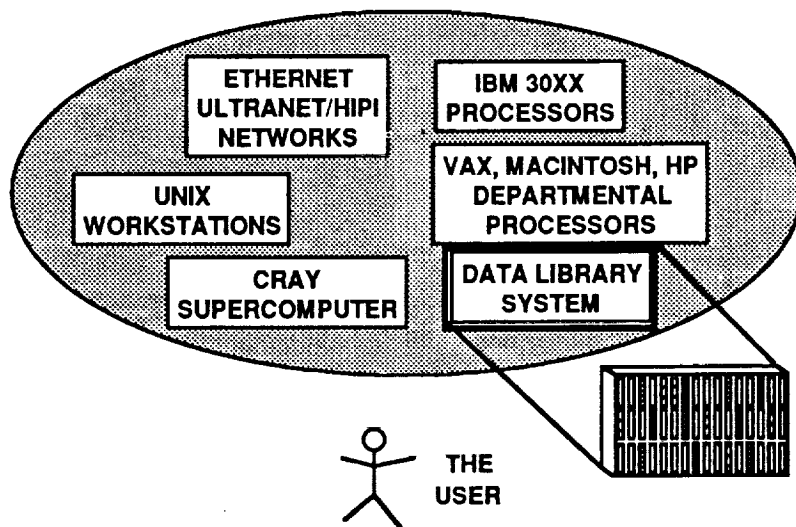 ETHERNET
ULTRANET/HIPI
NETWORKS
IBM 30XX
PROCESSORS
UNIX
WORKSTATIONS
VAX, MACINTOSH, HP
DEPARTMENTAL
PROCESSORS
CRAY
SUPERCOMPUTER
DATA LIBRARY
SYSTEM
THE
USER